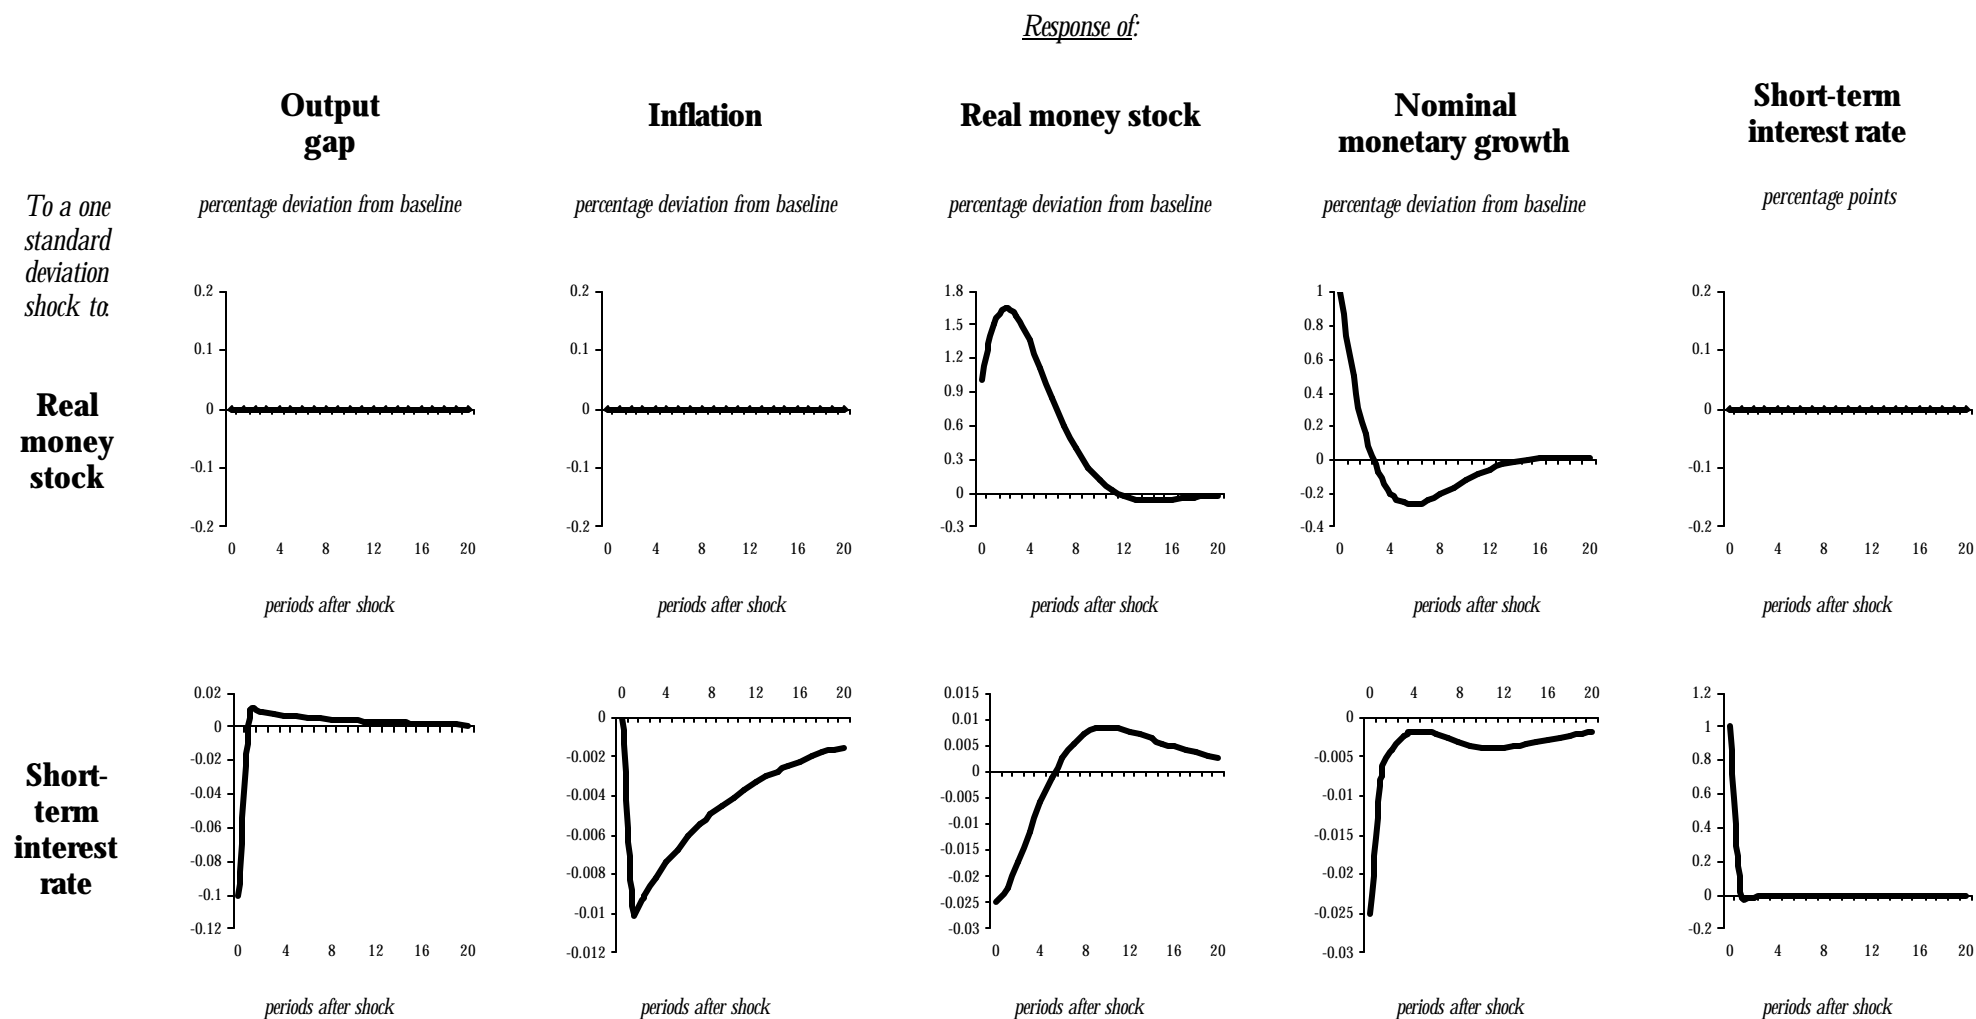 Response of:
Output
gap
Inflation
Real money stock
Nominal
monetary growth
Short-term
interest rate
To a one
standard
deviation
shock to:
percentage deviation from baseline
percentage deviation from baseline
percentage deviation from baseline
percentage deviation from baseline
percentage points
Real
money
stock
0.2
0.1
0
-0.1
-0.2
0 4 8 12 16 20
periods after shock
0.2
0.1
0
-0.1
-0.2
0 4 8 12 16 20
periods after shock
1.8
1.5
1.2
0.9
0.6
0.3
0
-0.3
0 4 8 12 16 20
periods after shock
1
0.8
0.6
0.4
0.2
0
-0.2
-0.4
0 4 8 12 16 20
periods after shock
0.2
0.1
0
-0.1
-0.2
0 4 8 12 16 20
periods after shock
Short-
term
interest
rate
0.02
0
-0.02
-0.04
-0.06
-0.08
-0.1
-0.12
0 4 8 12 16 20
periods after shock
0 4 8 12 16 20
0
-0.002
-0.004
-0.006
-0.008
-0.01
-0.012
periods after shock
0.015
0.01
0.005
0
-0.005
-0.01
-0.015
-0.02
-0.025
-0.03
0 4 8 12 16 20
periods after shock
0 4 8 12 16 20
0
-0.005
-0.01
-0.015
-0.02
-0.025
-0.03
periods after shock
1.2
1
0.8
0.6
0.4
0.2
0
-0.2
0 4 8 12 16 20
periods after shock